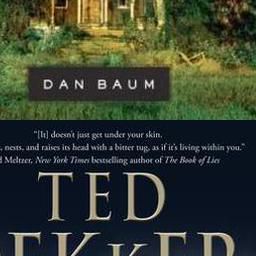 DAN BAUM
"[It] doesn't just get under your skin.
, nests, and raises its head with a bitter tug, as if it's living within you."
d Meltzer, New York Times bestselling author of The Book of Lies
TED
EKKER